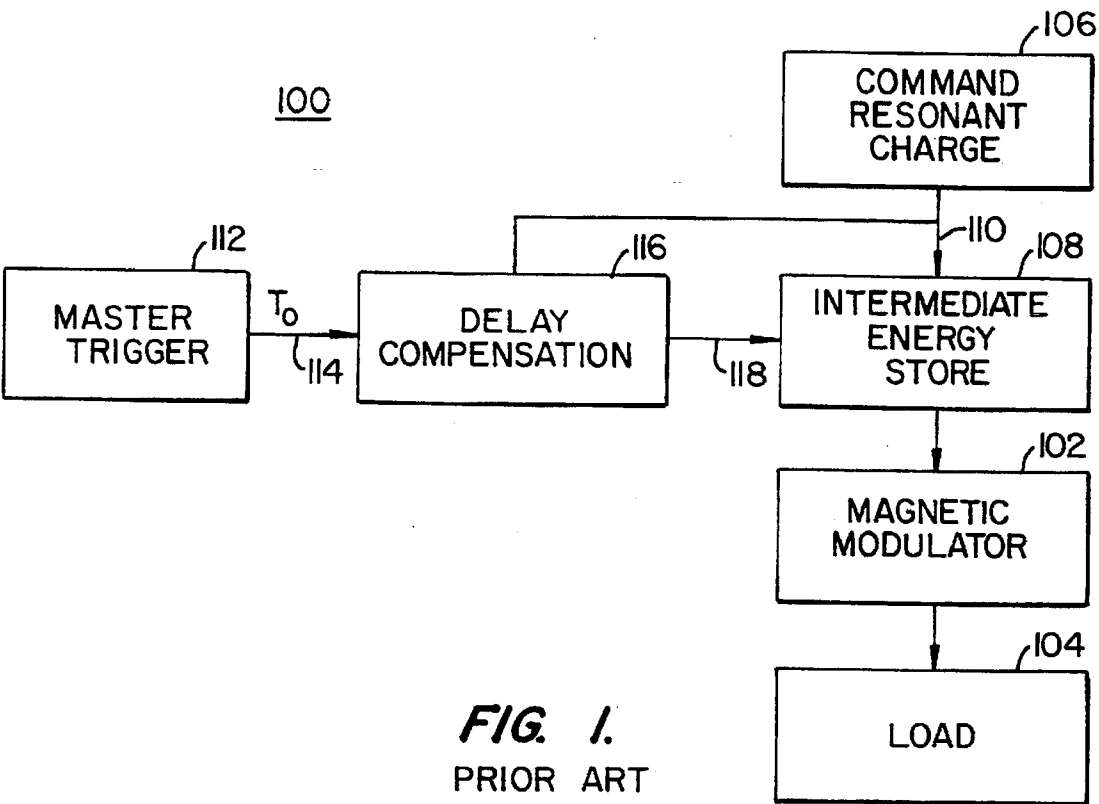 106
COMMAND
RESONANT
CHARGE
100
110
112
MASTER
TRIGGER
T0
114
116
DELAY
COMPENSATION
118
108
INTERMEDIATE
ENERGY
STORE
102
MAGNETIC
MODULATOR
104
LOAD
FIG. 1.
PRIOR ART